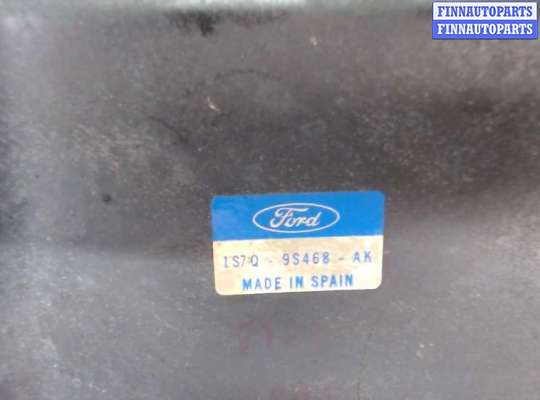 FINNAUTOPARTS
FINNAUTOPARTS
Ford
1S7Q - 9S468 - AK
MADE IN SPAIN